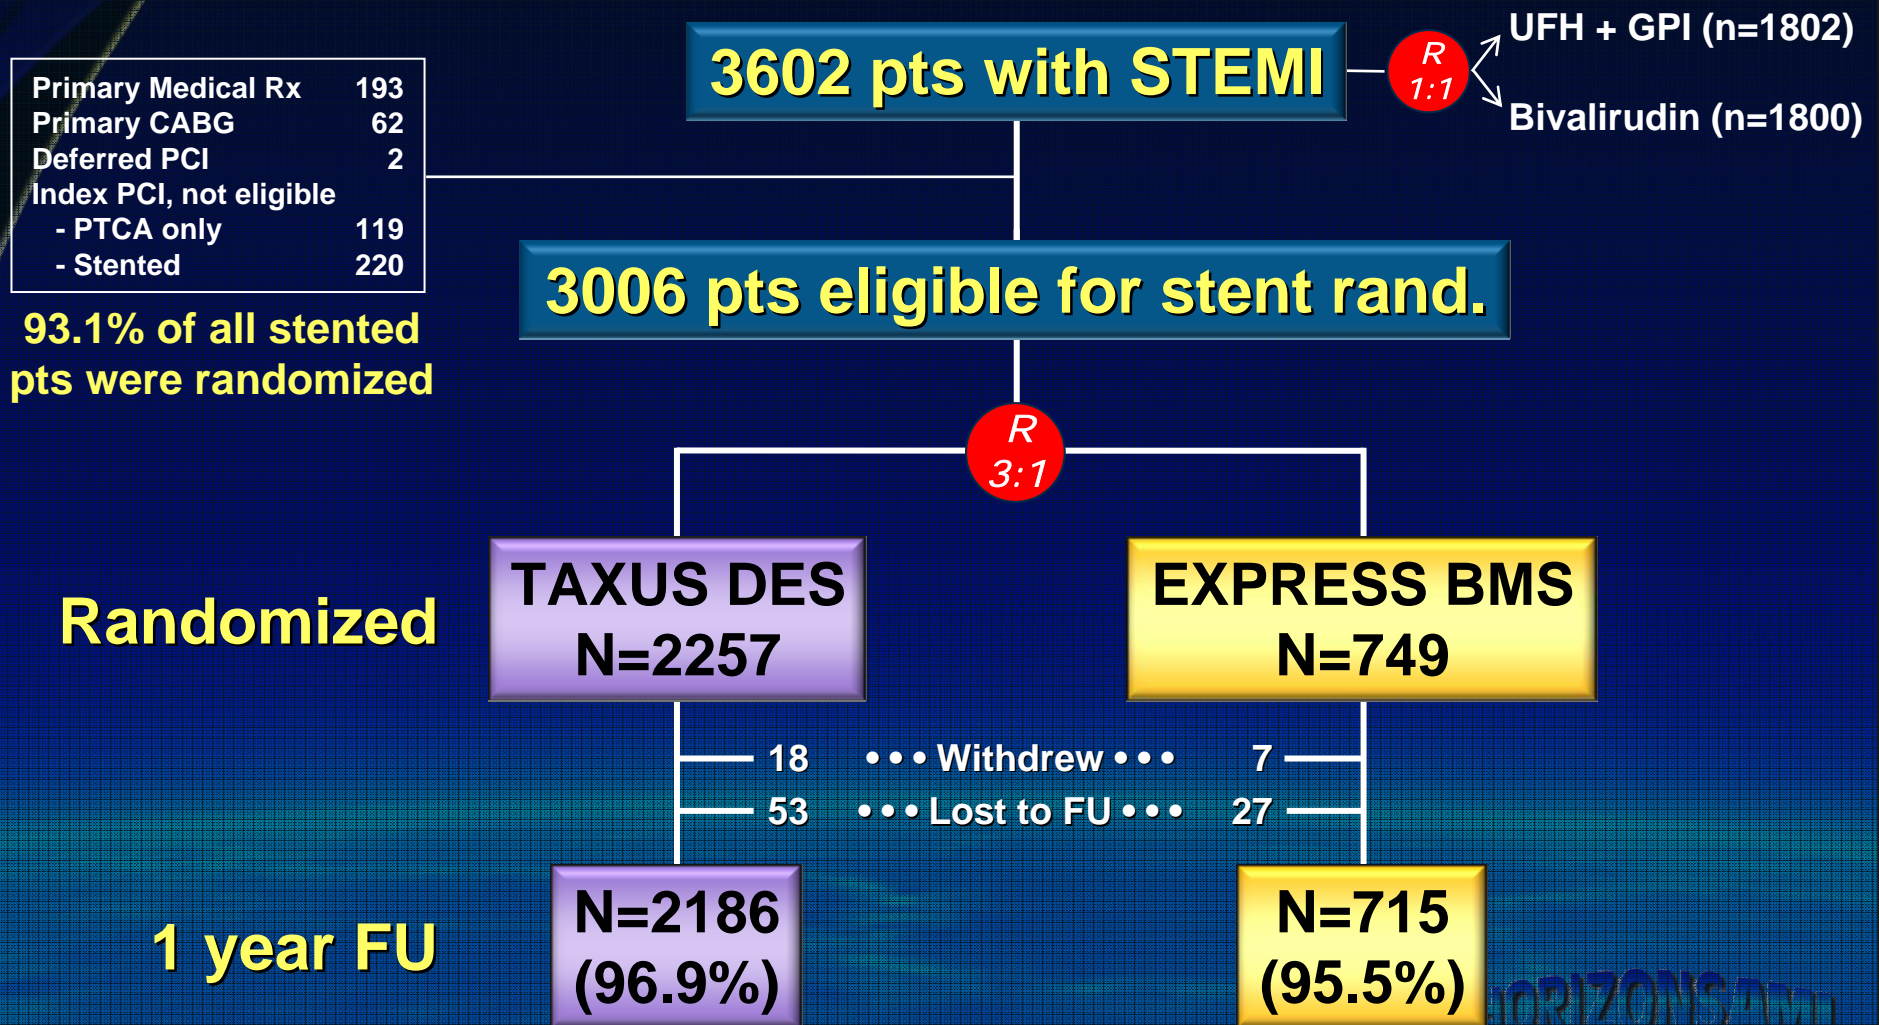 3602 pts with STEMI
R
1:1
UFH + GPI (n=1802)
Bivalirudin (n=1800)
Primary Medical Rx 193
Primary CABG 62
Deferred PCI 2
Index PCI, not eligible
- PTCA only 119
- Stented 220
93.1% of all stented
pts were randomized
3006 pts eligible for stent rand.
R
3:1
Randomized
TAXUS DES
N=2257
EXPRESS BMS
N=749
18 • • • Withdrew • • • 7
53 • • • Lost to FU • • • 27
1 year FU
N=2186
(96.9%)
N=715
(95.5%)
HORIZONSAMI